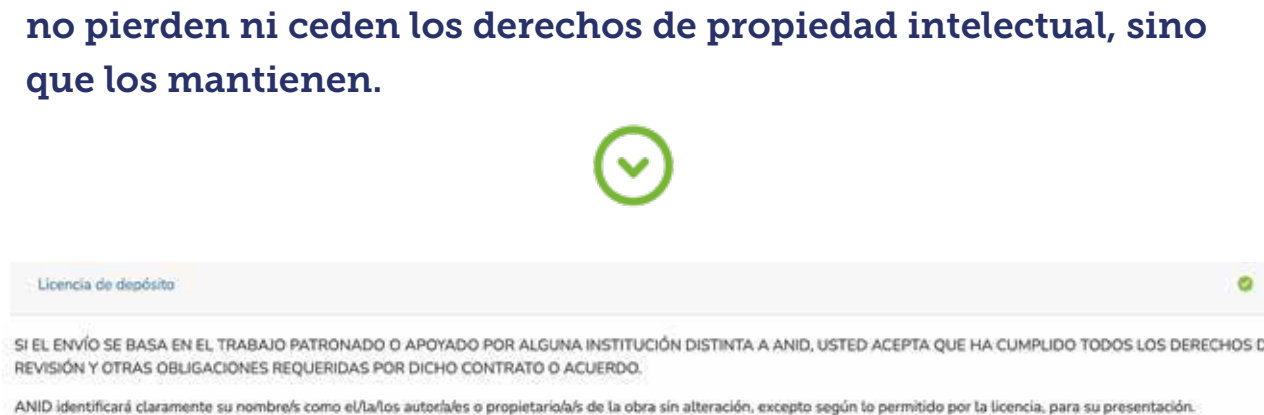 no pierden ni ceden los derechos de propiedad intelectual, sino
que los mantienen.
Licencia de depósito
SI EL ENVÍO SE BASA EN EL TRABAJO PATRONADO O APOYADO POR ALGUNA INSTITUCIÓN DISTINTA A ANID, USTED ACEPTA QUE HA CUMPLIDO TODOS LOS DERECHOS D
REVISIÓN Y OTRAS OBLIGACIONES REQUERIDAS POR DICHO CONTRATO O ACUERDO.
ANID identificará claramente su nombre/s como el/la/los autor/a/es o propietario/a/s de la obra sin alteración, excepto según lo permitido por la licencia, para su presentación.